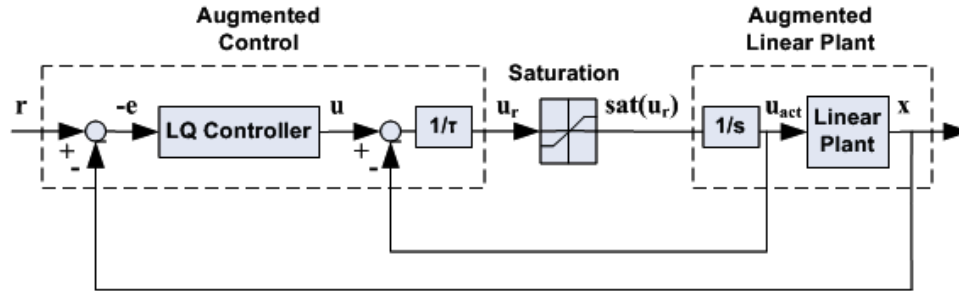 Augmented
Control
Augmented
Linear Plant
Saturation
r
+
-
-e
LQ Controller
u
+
-
1/τ
u_r
sat(u_r)
1/s
u_act
Linear
Plant
x